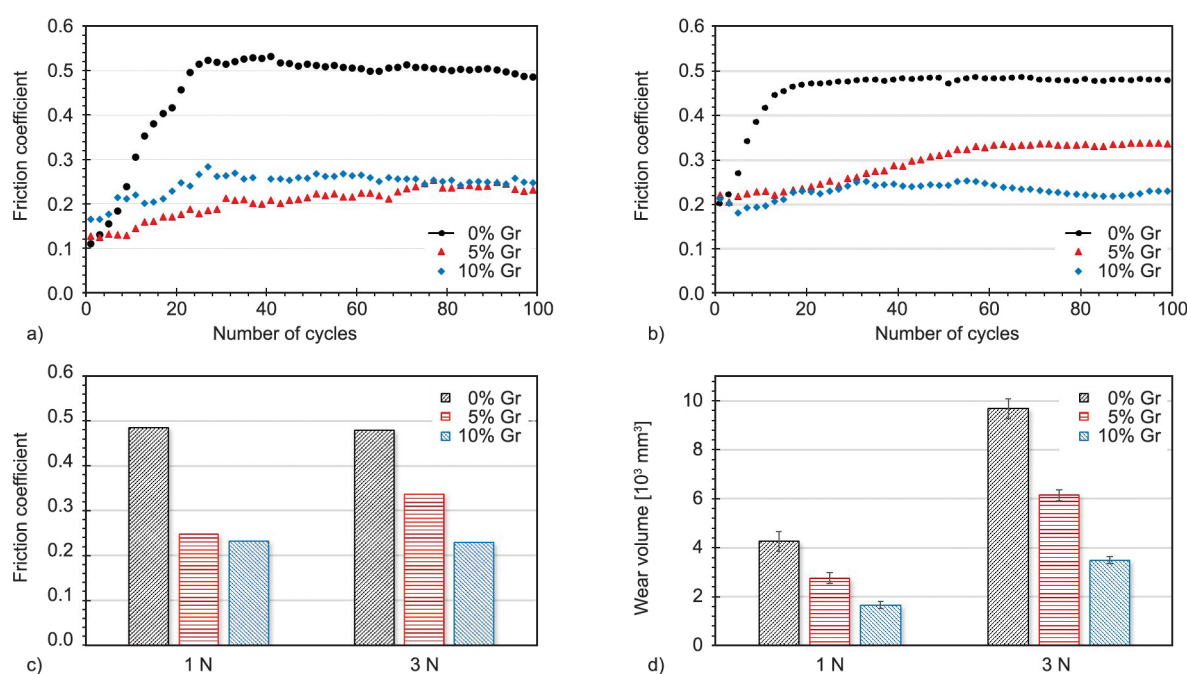 0.6
0.5
0.4
0.3
0.2
0.1
0.0
Friction coefficient
0% Gr
5% Gr
10% Gr
0 20 40 60 80 100
a) Number of cycles
0.6
0.5
0.4
0.3
0.2
0.1
0.0
Friction coefficient
0% Gr
5% Gr
10% Gr
0 20 40 60 80 100
b) Number of cycles
0.6
0.5
0.4
0.3
0.2
0.1
0.0
Friction coefficient
0% Gr
5% Gr
10% Gr
c) 1 N 3 N
10
8
6
4
2
0
Wear volume [10³ mm³]
0% Gr
5% Gr
10% Gr
d) 1 N 3 N